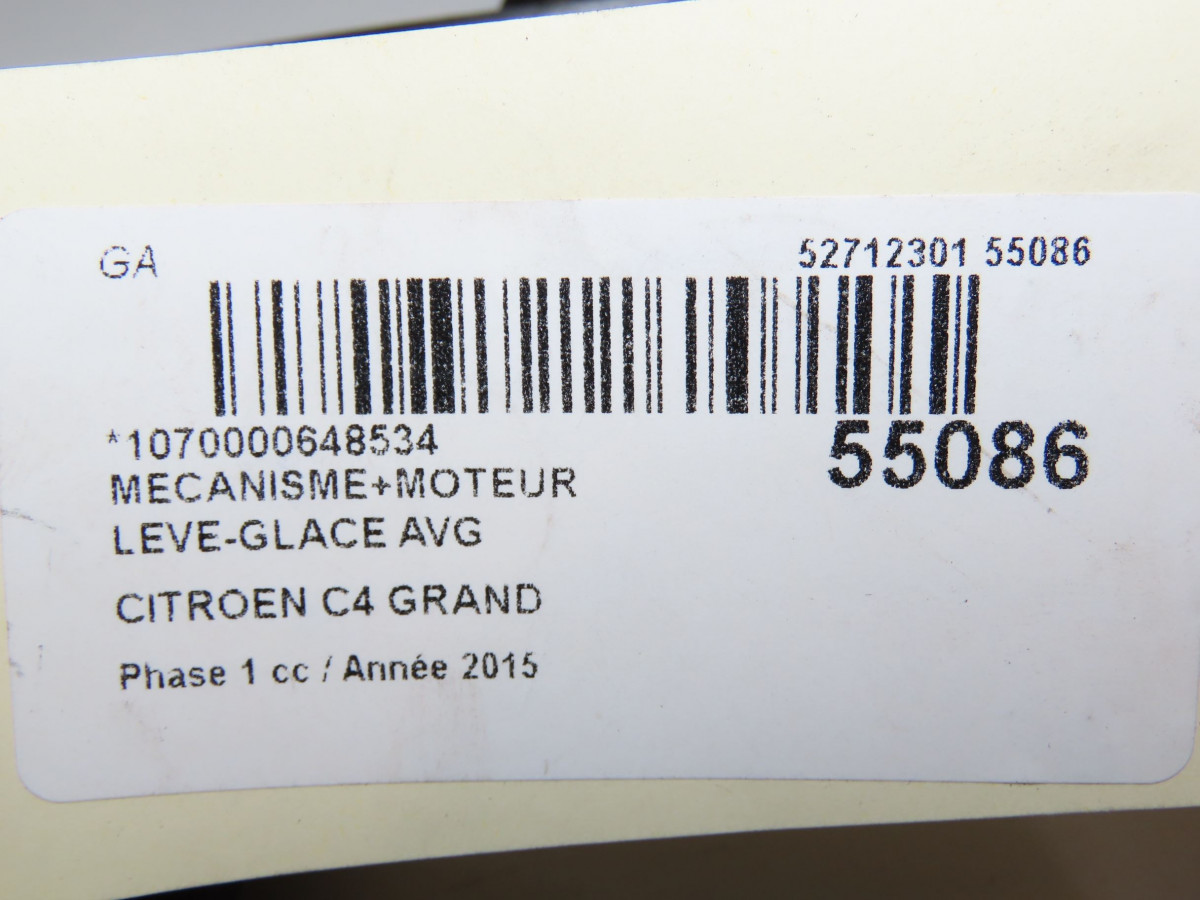 GA
52712301 55086
*1070000648534
55086
MECANISME+MOTEUR
LEVE-GLACE AVG
CITROEN C4 GRAND
Phase 1 cc / Année 2015